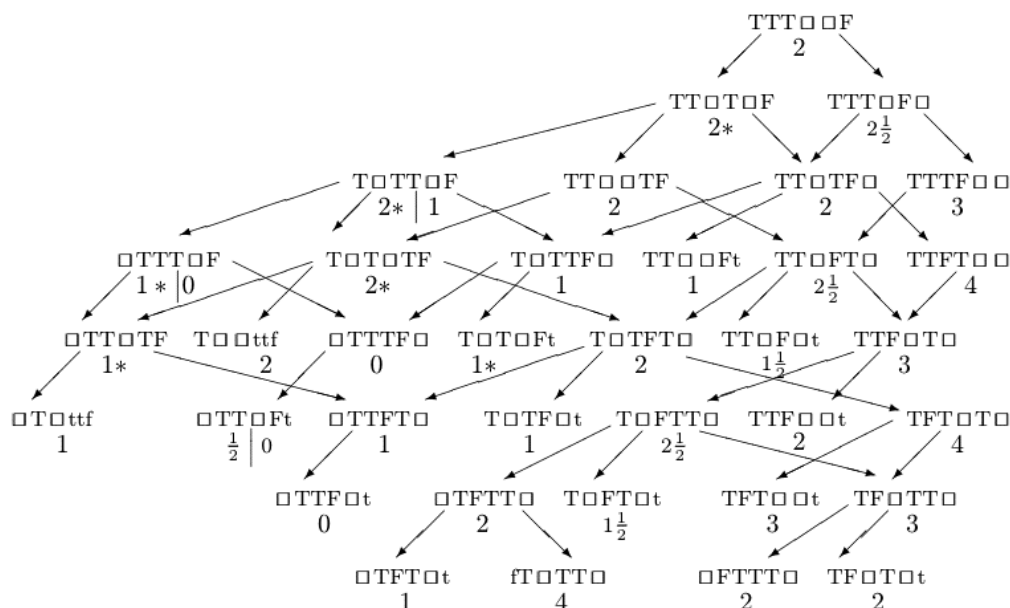 TTT□□F
2
TT□T□F TTT□F□
2* 2½
T□TT□F TT□□TF TT□TF□ TTTF□□
2*|1 2 2 3
□TTT□F T□T□TF T□TTF□ TT□□Ft TT□FT□ TTFT□□
1*|0 2* 1 1 2½ 4
□TT□TF T□□ttf □TTTF□ T□T□Ft T□TFT□ TT□F□t TTF□T□
1* 2 0 1* 2 1½ 3
□T□ttf □TT□Ft □TTFT□ T□TF□t T□FTT□ TTF□□t TFT□T□
1 ½|0 1 1 2½ 2 4
□TTF□t □TFTT□ T□FT□t TFT□□t TF□TT□
0 2 1½ 3 3
□TFT□t fT□TT□ □FTTT□ TF□T□t
1 4 2 2